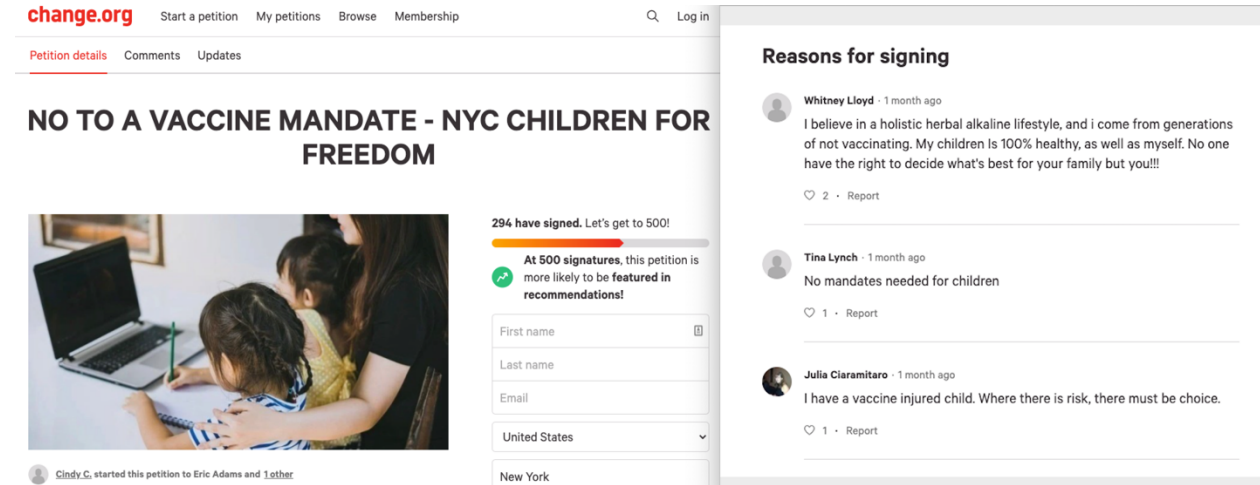 change.org
Start a petition
My petitions
Browse
Membership
Log in
Petition details
Comments
Updates
NO TO A VACCINE MANDATE - NYC CHILDREN FOR
FREEDOM
294 have signed. Let's get to 500!
At 500 signatures, this petition is
more likely to be featured in
recommendations!
First name
Last name
Email
United States
New York
Cindy C. started this petition to Eric Adams and 1 other
Reasons for signing
Whitney Lloyd · 1 month ago
I believe in a holistic herbal alkaline lifestyle, and i come from generations
of not vaccinating. My children Is 100% healthy, as well as myself. No one
have the right to decide what's best for your family but you!!!
2 · Report
Tina Lynch · 1 month ago
No mandates needed for children
1 · Report
Julia Ciaramitaro · 1 month ago
I have a vaccine injured child. Where there is risk, there must be choice.
1 · Report